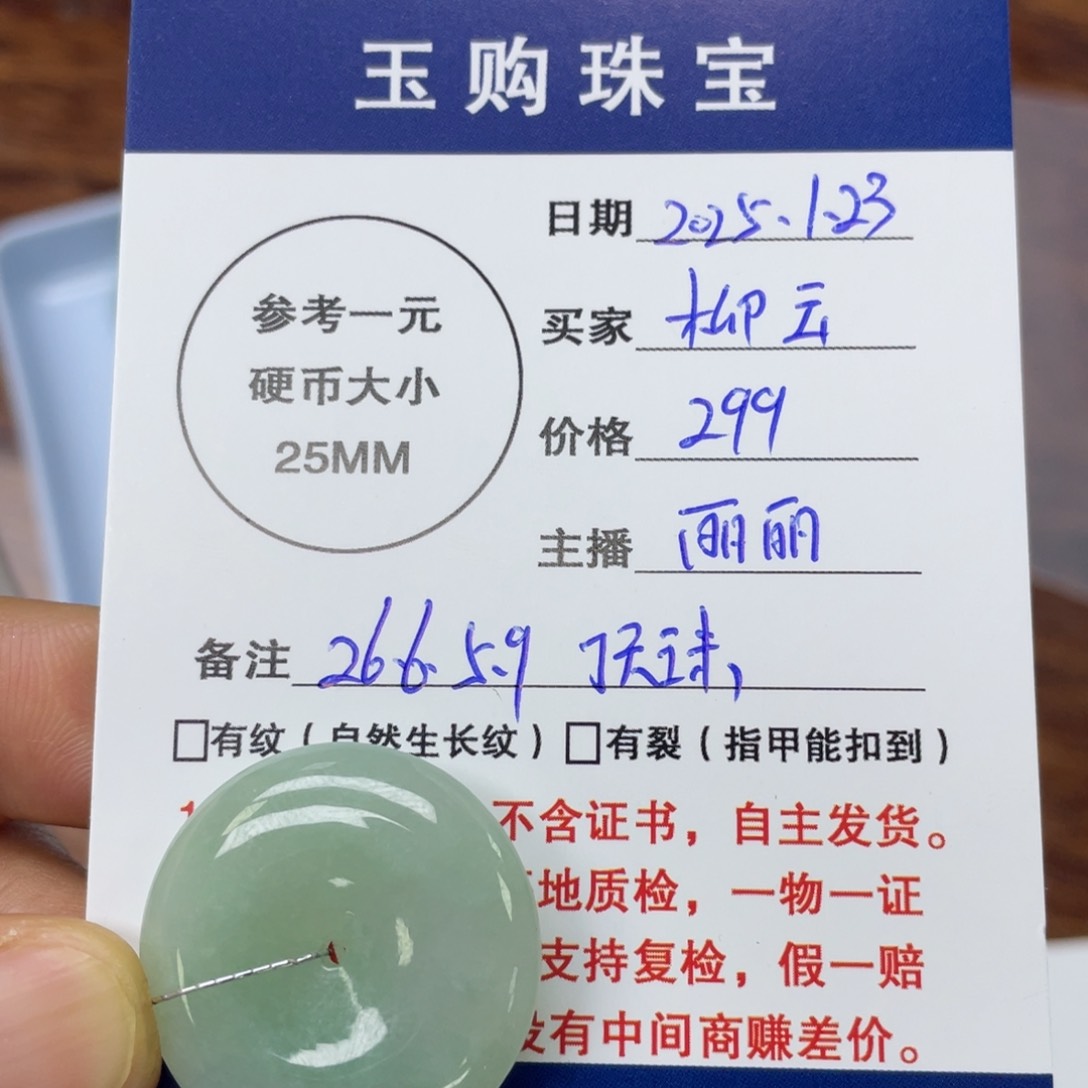 玉购珠宝
日期 2025.1.23
参考一元
硬币大小
25MM
买家 柳云
价格 299
主播 丽丽
备注 26.6 5.9 顶珠,
□有纹(自然生长纹) □有裂(指甲能扣到)
不含证书,自主发货。
地质检,一物一证
支持复检,假一赔
没有中间商赚差价。